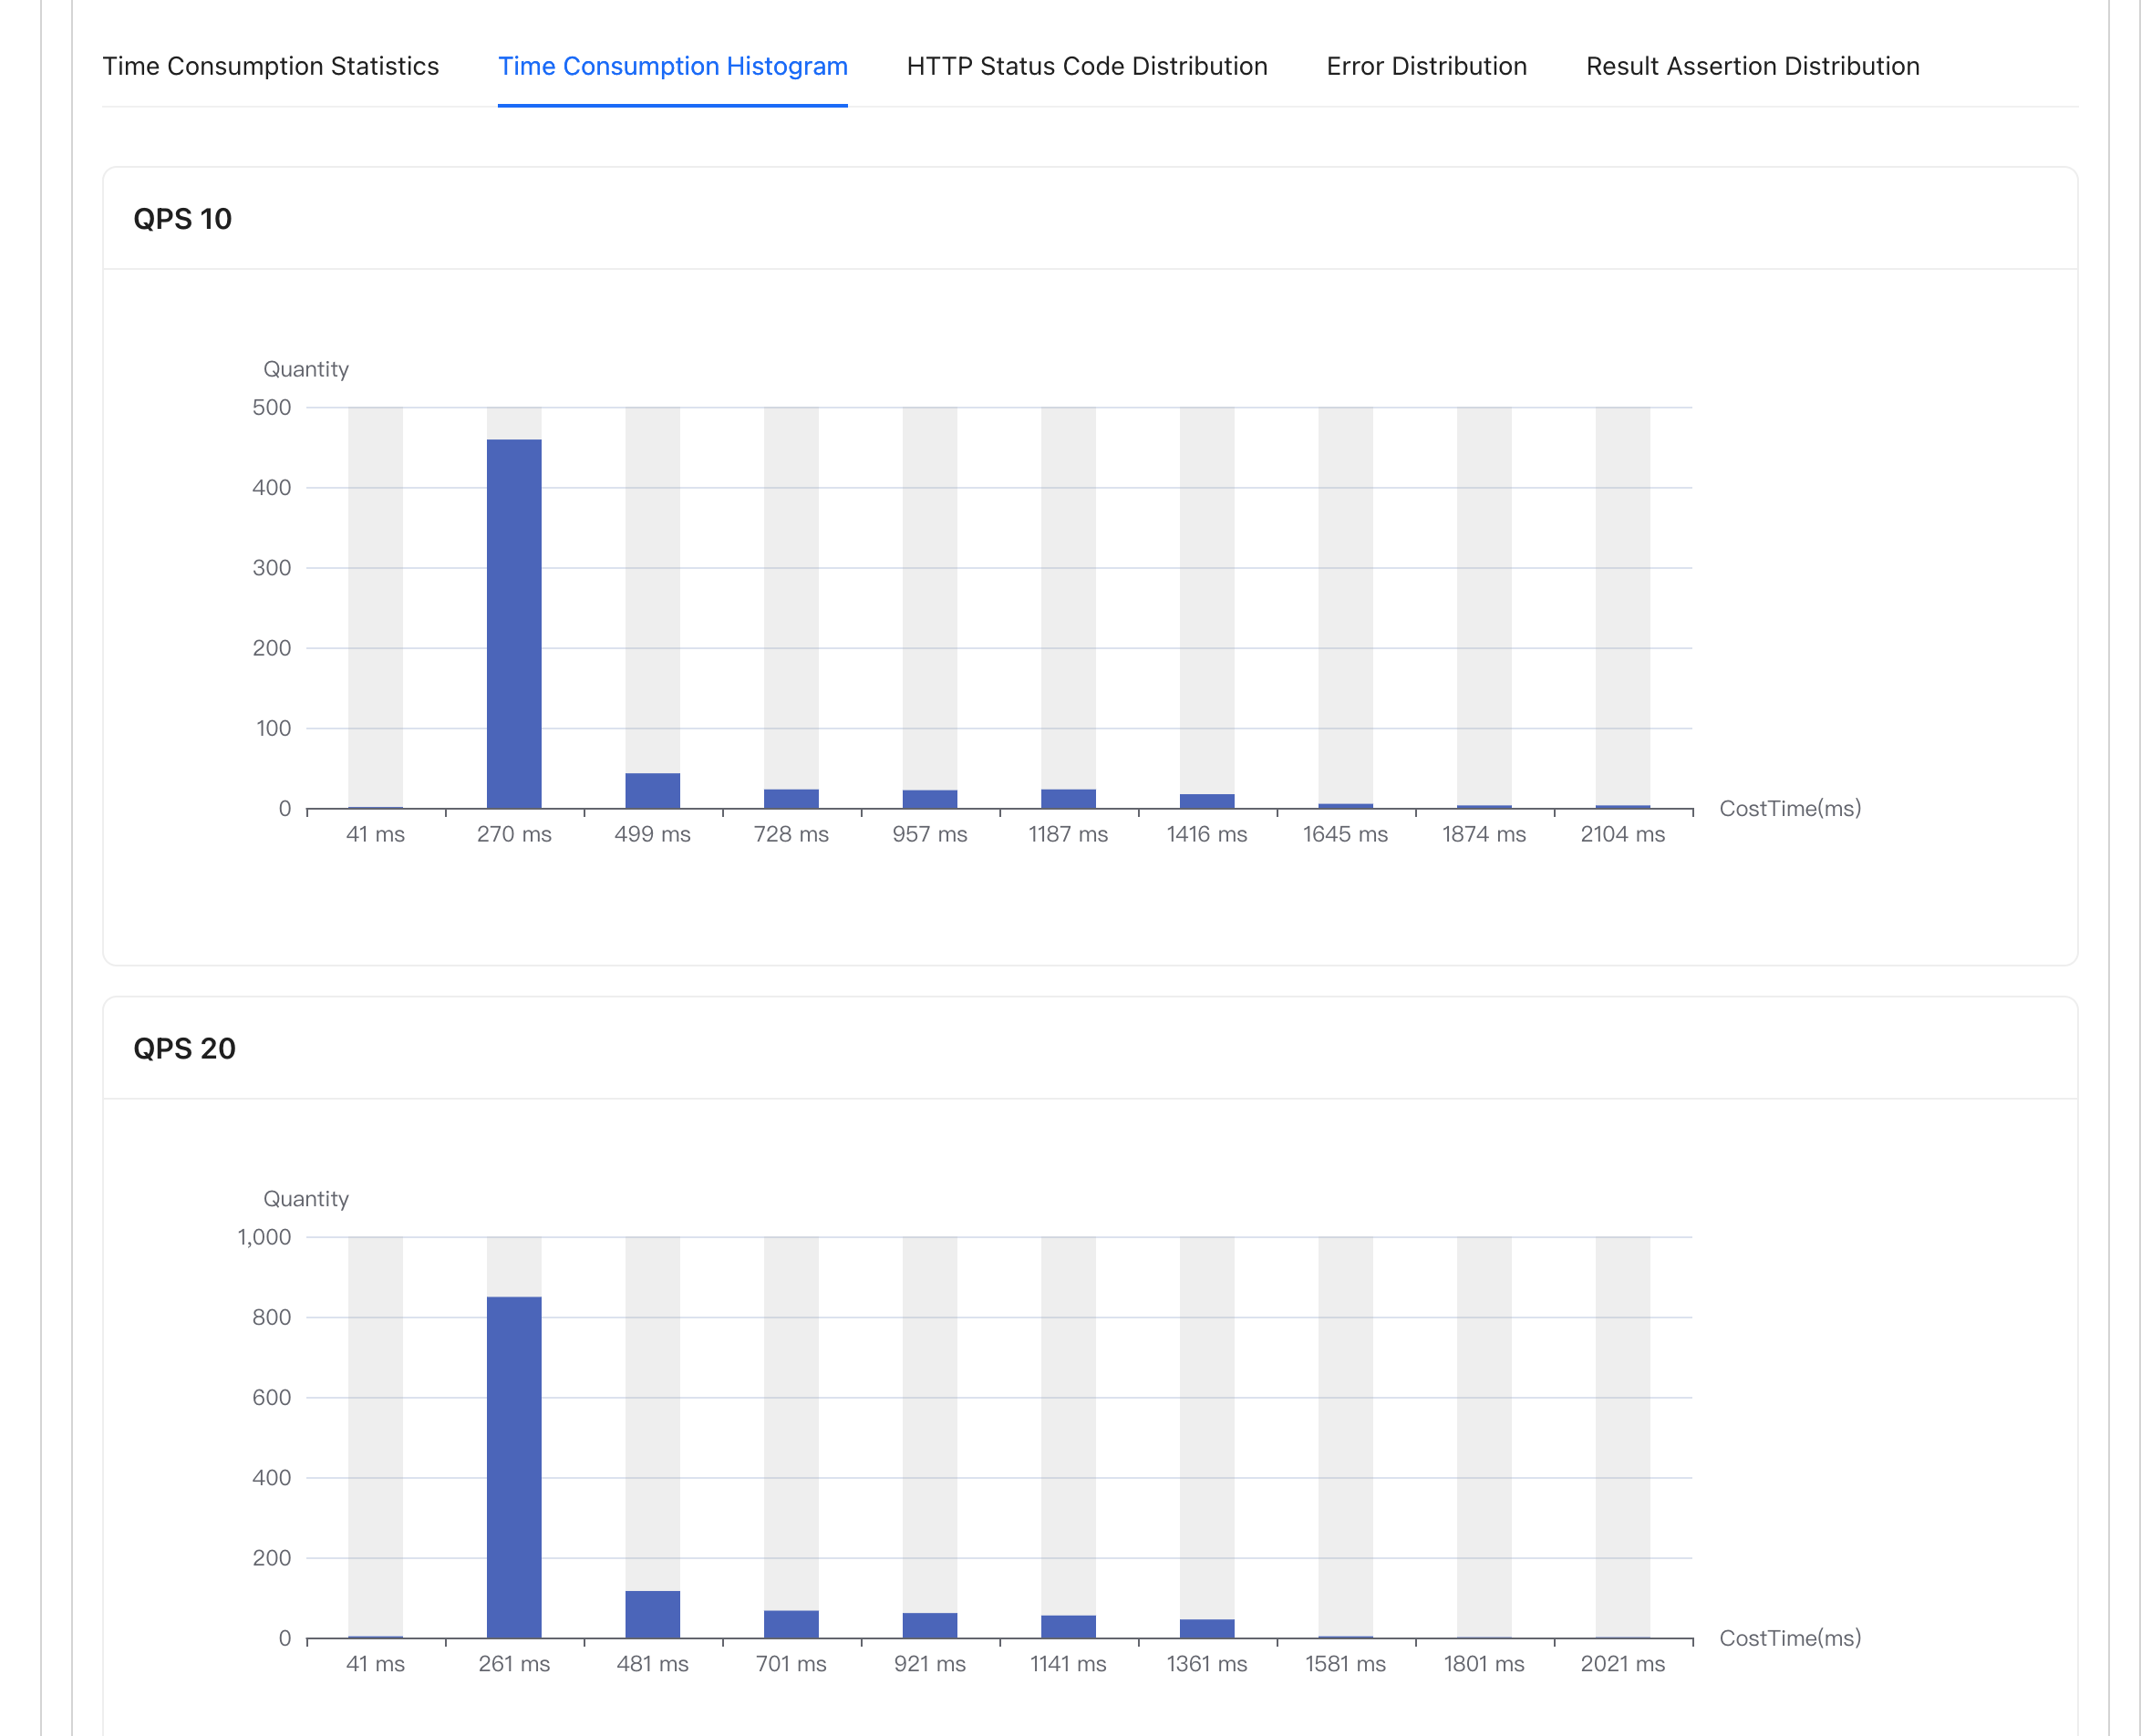 Time Consumption Statistics Time Consumption Histogram HTTP Status Code Distribution Error Distribution Result Assertion Distribution
QPS 10
Quantity
500
400
300
200
100
0
41 ms 270 ms 499 ms 728 ms 957 ms 1187 ms 1416 ms 1645 ms 1874 ms 2104 ms
CostTime(ms)
QPS 20
Quantity
1,000
800
600
400
200
0
41 ms 261 ms 481 ms 701 ms 921 ms 1141 ms 1361 ms 1581 ms 1801 ms 2021 ms
CostTime(ms)